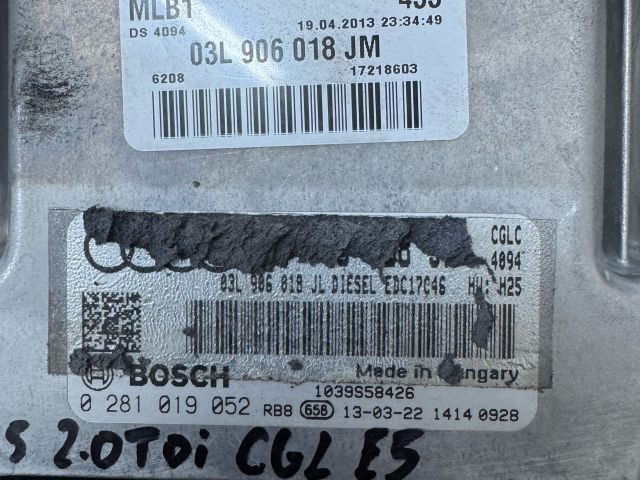 MLB1
DS 4094
19.04.2013 23:34:49
03L 906 018 JM
6208 17218603
CGLC
4094
03L 906 018 JL DIESEL EDC17C46 HW: H25
BOSCH Made in Hungary
1039S58426
0 281 019 052 RB8 658 13-03-22 1414 0928
S 2.0TDi CGL E5